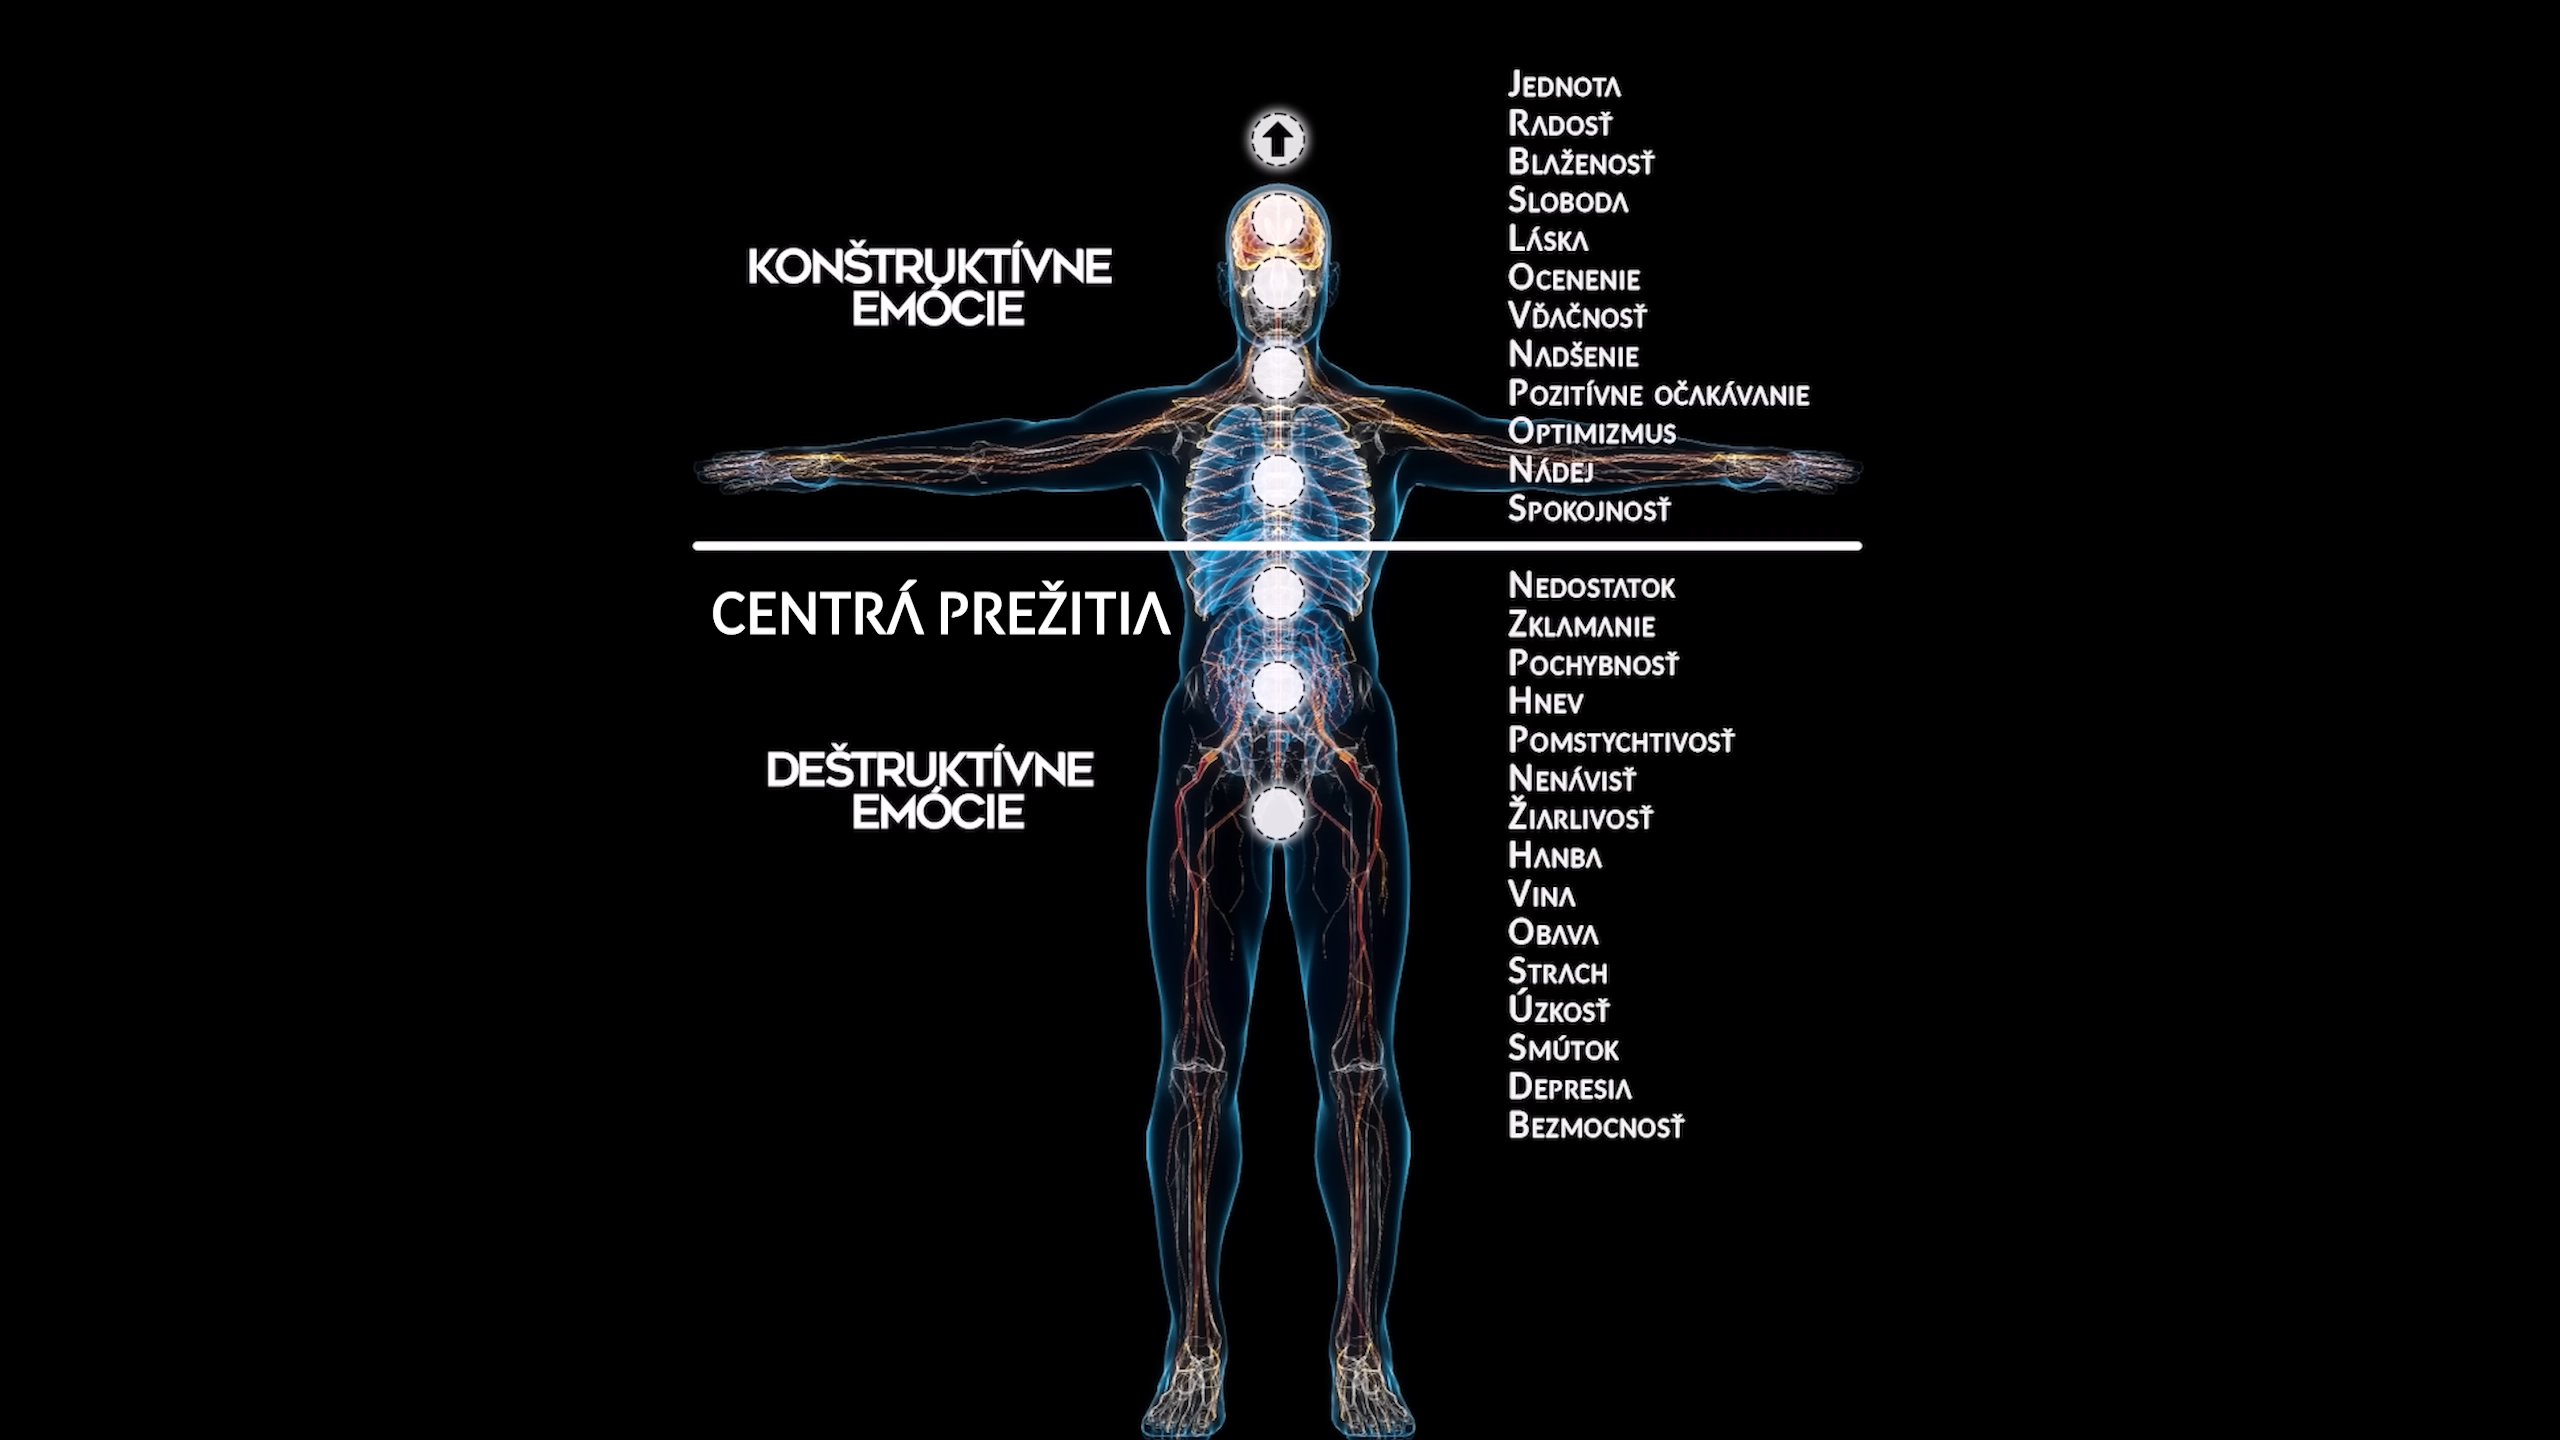 KONŠTRUKTÍVNE
EMÓCIE
CENTRÁ PREŽITIA
DEŠTRUKTÍVNE
EMÓCIE
Jednota
Radosť
Blaženosť
Sloboda
Láska
Ocenenie
Vďačnosť
Nadšenie
Pozitívne očakávanie
Optimizmus
Nádej
Spokojnosť
Nedostatok
Zklamanie
Pochybnosť
Hnev
Pomstychtivosť
Nenávisť
Žiarlivosť
Hanba
Vina
Obava
Strach
Úzkosť
Smútok
Depresia
Bezmocnosť